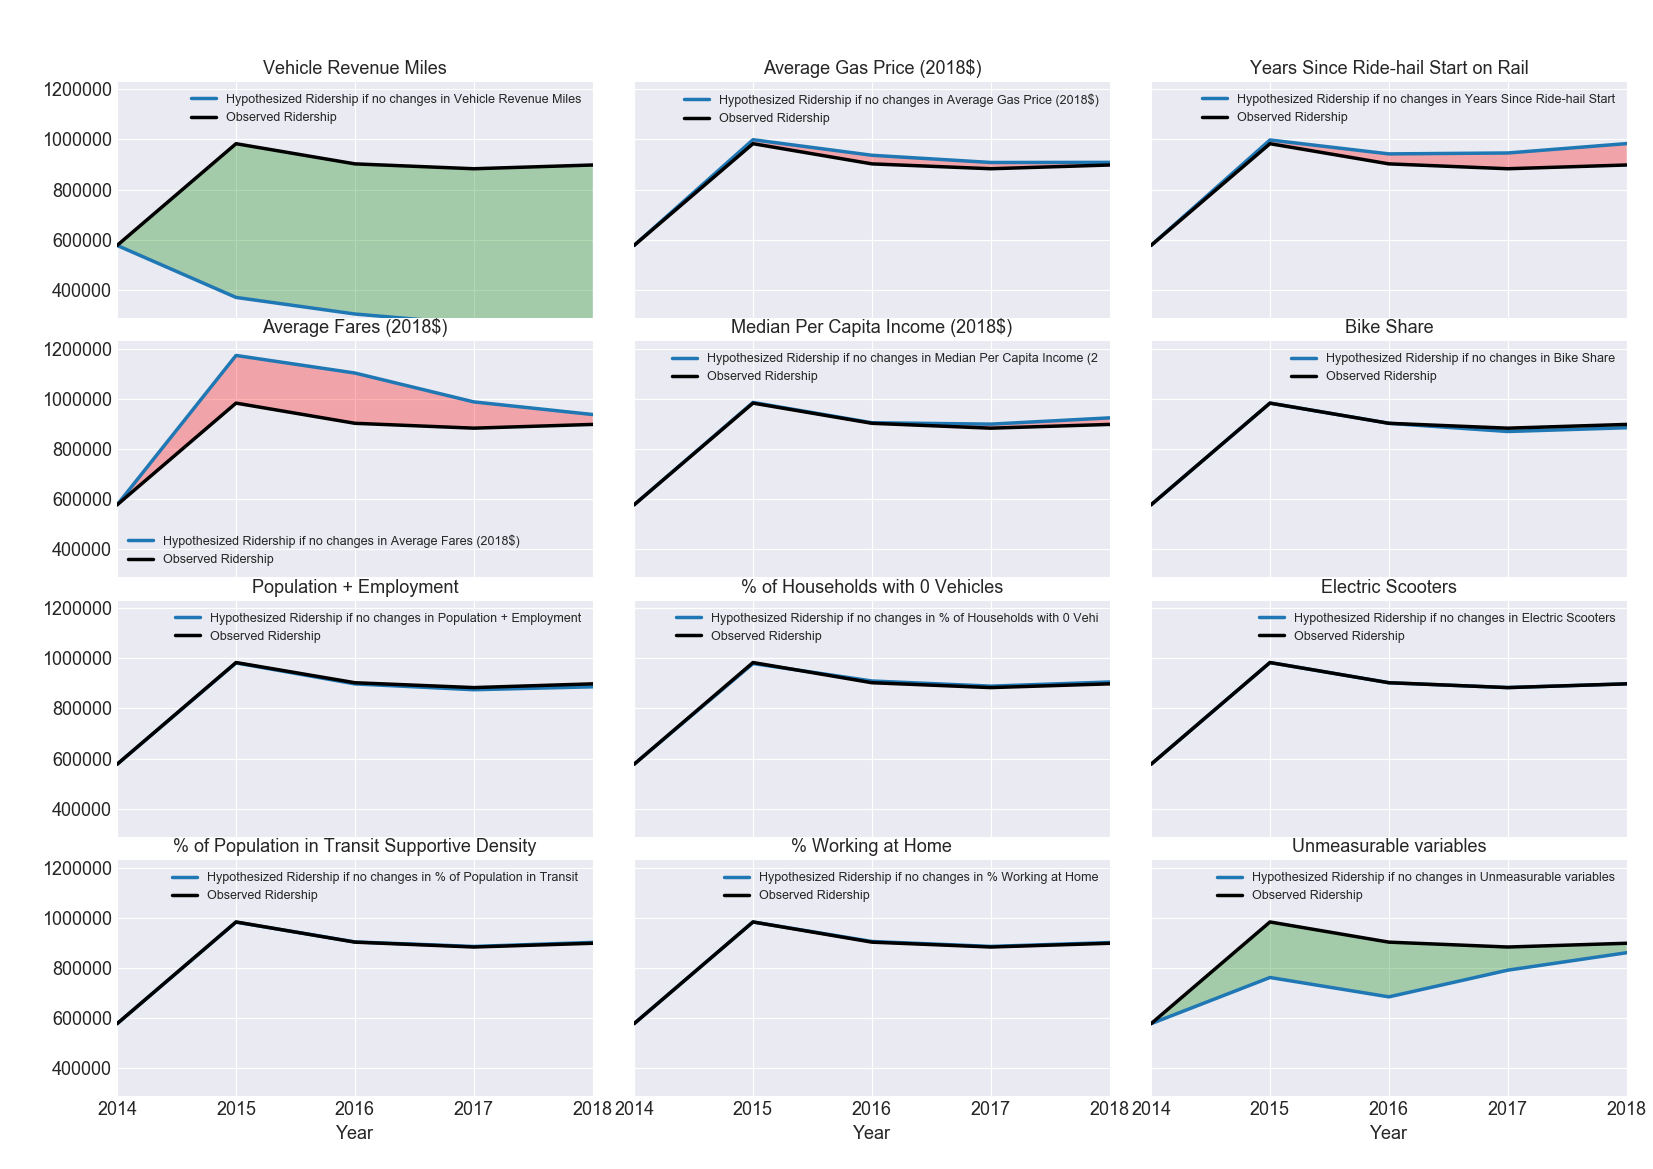 Vehicle Revenue Miles
1200000
1000000
800000
600000
400000
Hypothesized Ridership if no changes in Vehicle Revenue Miles
Observed Ridership
Average Gas Price (2018$)
Hypothesized Ridership if no changes in Average Gas Price (2018$)
Observed Ridership
Years Since Ride-hail Start on Rail
Hypothesized Ridership if no changes in Years Since Ride-hail Start
Observed Ridership
Average Fares (2018$)
1200000
1000000
800000
600000
400000
Hypothesized Ridership if no changes in Average Fares (2018$)
Observed Ridership
Median Per Capita Income (2018$)
Hypothesized Ridership if no changes in Median Per Capita Income (2
Observed Ridership
Bike Share
Hypothesized Ridership if no changes in Bike Share
Observed Ridership
Population + Employment
1200000
1000000
800000
600000
400000
Hypothesized Ridership if no changes in Population + Employment
Observed Ridership
% of Households with 0 Vehicles
Hypothesized Ridership if no changes in % of Households with 0 Vehi
Observed Ridership
Electric Scooters
Hypothesized Ridership if no changes in Electric Scooters
Observed Ridership
% of Population in Transit Supportive Density
1200000
1000000
800000
600000
400000
Hypothesized Ridership if no changes in % of Population in Transit
Observed Ridership
2014 2015 2016 2017 2018
Year
% Working at Home
Hypothesized Ridership if no changes in % Working at Home
Observed Ridership
2014 2015 2016 2017 2018
Year
Unmeasurable variables
Hypothesized Ridership if no changes in Unmeasurable variables
Observed Ridership
2014 2015 2016 2017 2018
Year